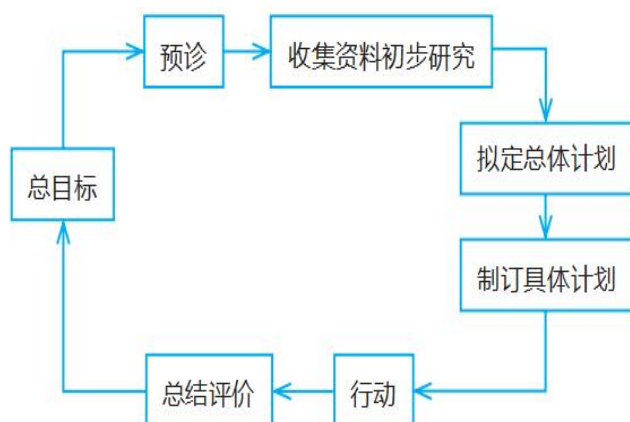 预诊
收集资料初步研究
拟定总体计划
总目标
制订具体计划
总结评价
行动